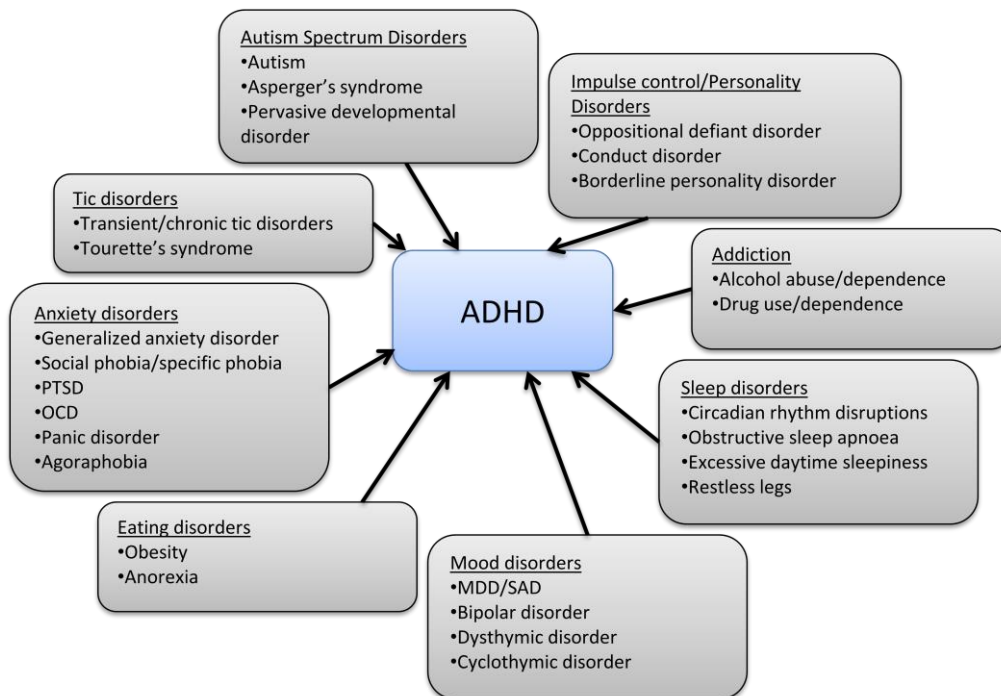 Autism Spectrum Disorders
•Autism
•Asperger’s syndrome
•Pervasive developmental
disorder
Impulse control/Personality
Disorders
•Oppositional defiant disorder
•Conduct disorder
•Borderline personality disorder
Tic disorders
•Transient/chronic tic disorders
•Tourette’s syndrome
Addiction
•Alcohol abuse/dependence
•Drug use/dependence
ADHD
Anxiety disorders
•Generalized anxiety disorder
•Social phobia/specific phobia
•PTSD
•OCD
•Panic disorder
•Agoraphobia
Sleep disorders
•Circadian rhythm disruptions
•Obstructive sleep apnoea
•Excessive daytime sleepiness
•Restless legs
Eating disorders
•Obesity
•Anorexia
Mood disorders
•MDD/SAD
•Bipolar disorder
•Dysthymic disorder
•Cyclothymic disorder